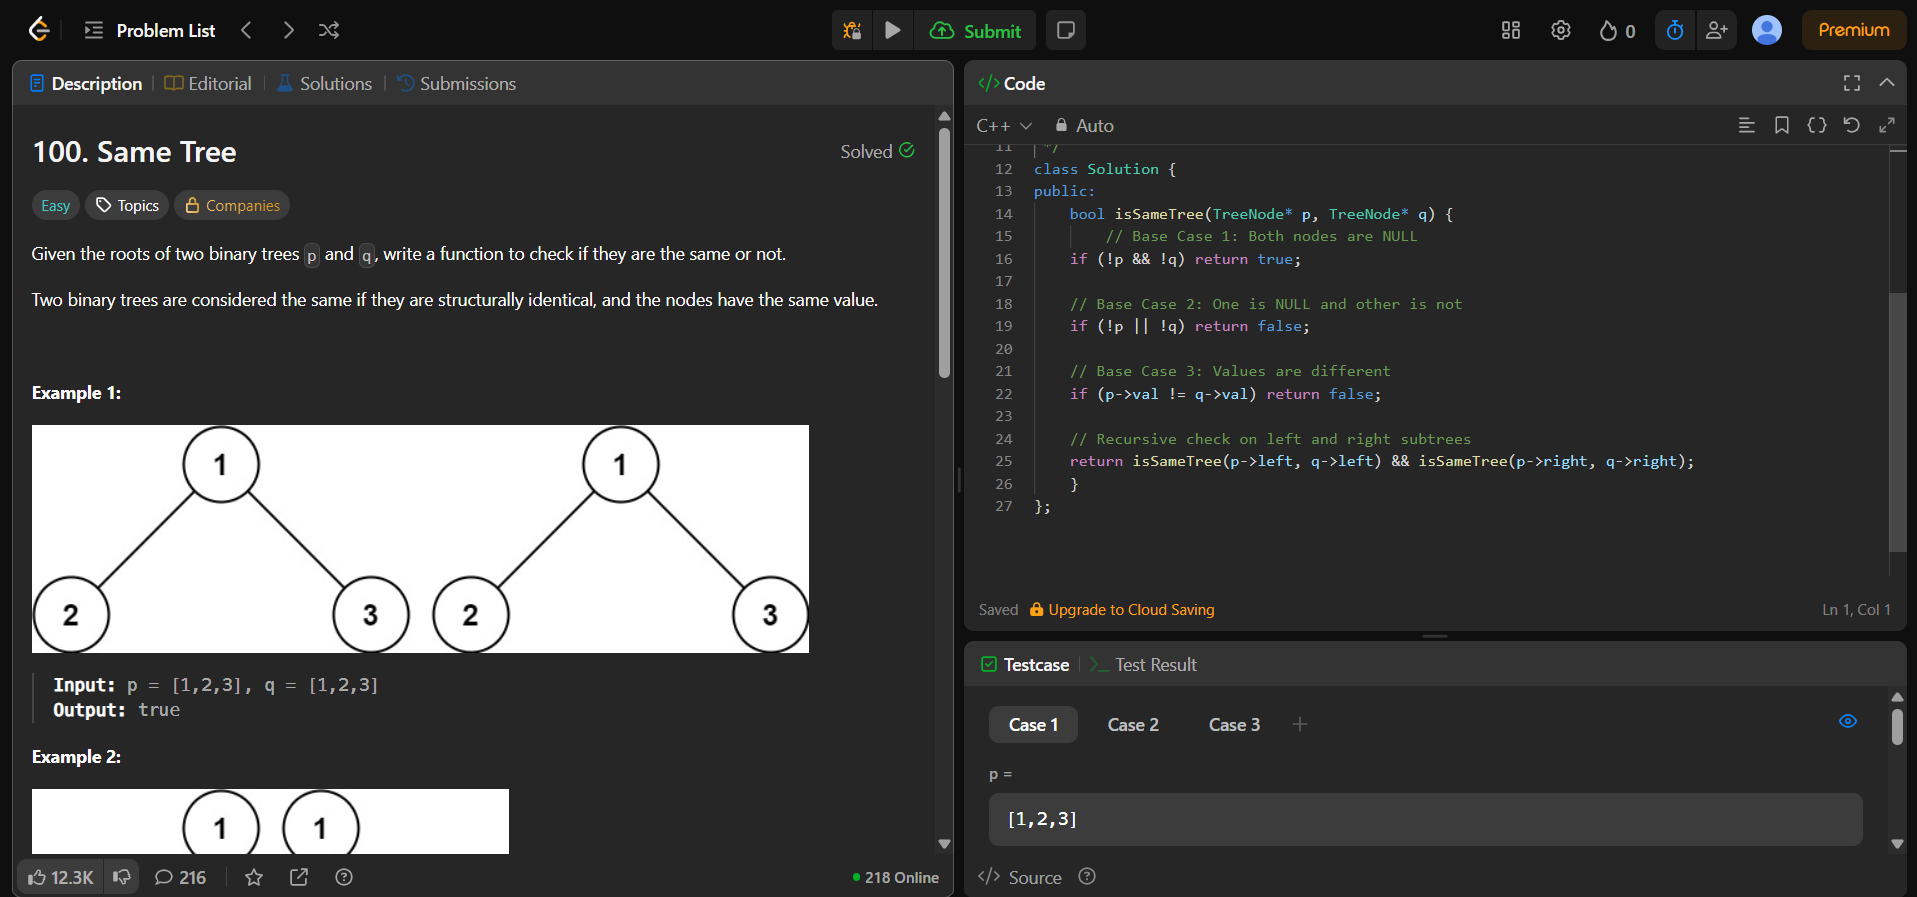 Problem List
Submit
0
Premium
Description
Editorial
Solutions
Submissions
100. Same Tree
Solved
Easy
Topics
Companies
Given the roots of two binary trees p and q, write a function to check if they are the same or not.
Two binary trees are considered the same if they are structurally identical, and the nodes have the same value.
Example 1:
1 1
2 3 2 3
Input: p = [1,2,3], q = [1,2,3]
Output: true
Example 2:
1 1
12.3K
216
218 Online
</> Code
C++
Auto
11 */
12 class Solution {
13 public:
14 bool isSameTree(TreeNode* p, TreeNode* q) {
15 // Base Case 1: Both nodes are NULL
16 if (!p && !q) return true;
17
18 // Base Case 2: One is NULL and other is not
19 if (!p || !q) return false;
20
21 // Base Case 3: Values are different
22 if (p->val != q->val) return false;
23
24 // Recursive check on left and right subtrees
25 return isSameTree(p->left, q->left) && isSameTree(p->right, q->right);
26 }
27 };
Saved
Upgrade to Cloud Saving
Ln 1, Col 1
Testcase
Test Result
Case 1
Case 2
Case 3
+
p =
[1,2,3]
</> Source